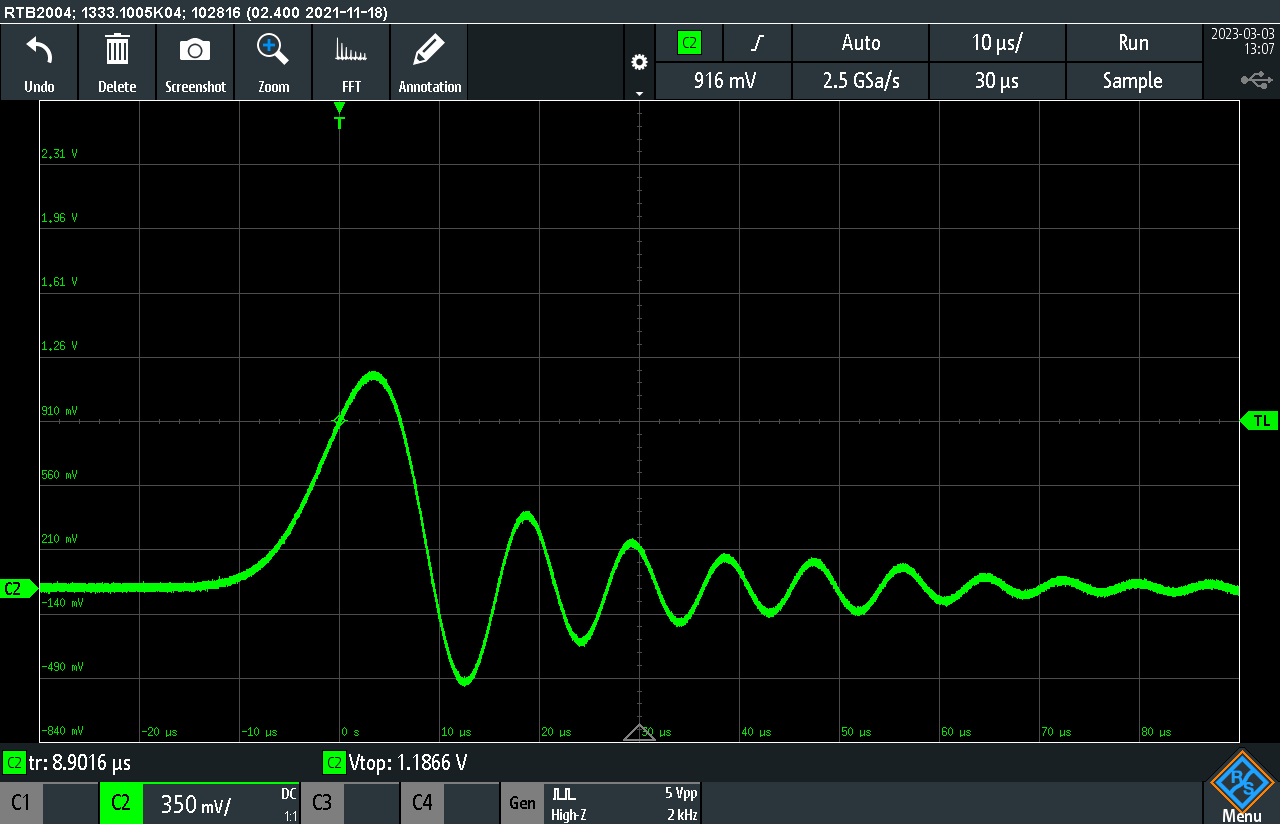 RTB2004; 1333.1005K04; 102816 (02.400 2021-11-18)
Undo Delete Screenshot Zoom FFT Annotation
C2 Auto 10 µs/ Run
916 mV 2.5 GSa/s 30 µs Sample
2023-03-03
13:07
T
2.31 V
1.96 V
1.61 V
1.26 V
910 mV
TL
560 mV
210 mV
C2
-140 mV
-490 mV
-840 mV -20 µs -10 µs 0 s 10 µs 20 µs 30 µs 40 µs 50 µs 60 µs 70 µs 80 µs
C2 tr: 8.9016 µs C2 Vtop: 1.1866 V
C1 C2 350 mV/ DC 1:1 C3 C4 Gen High-Z 5 Vpp 2 kHz
R&S
Menu